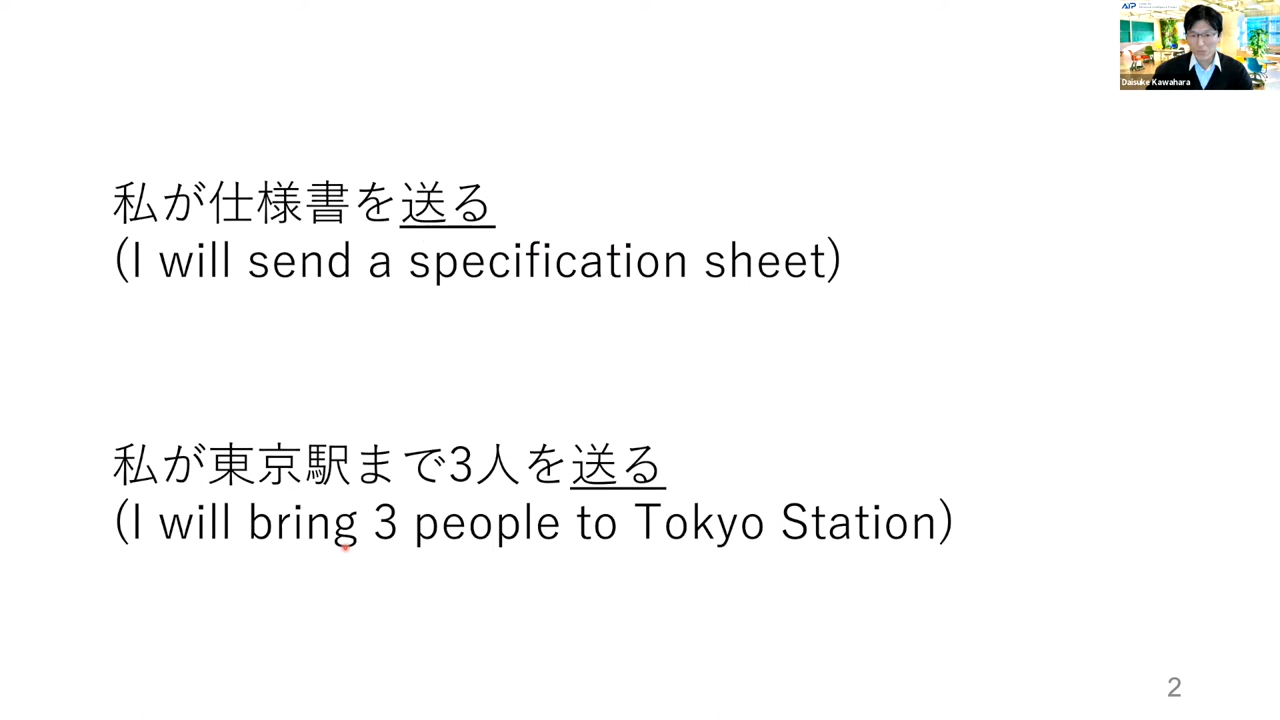 AIP
Daisuke Kawahara
私が仕様書を送る
(I will send a specification sheet)
私が東京駅まで3人を送る
(I will bring 3 people to Tokyo Station)
2